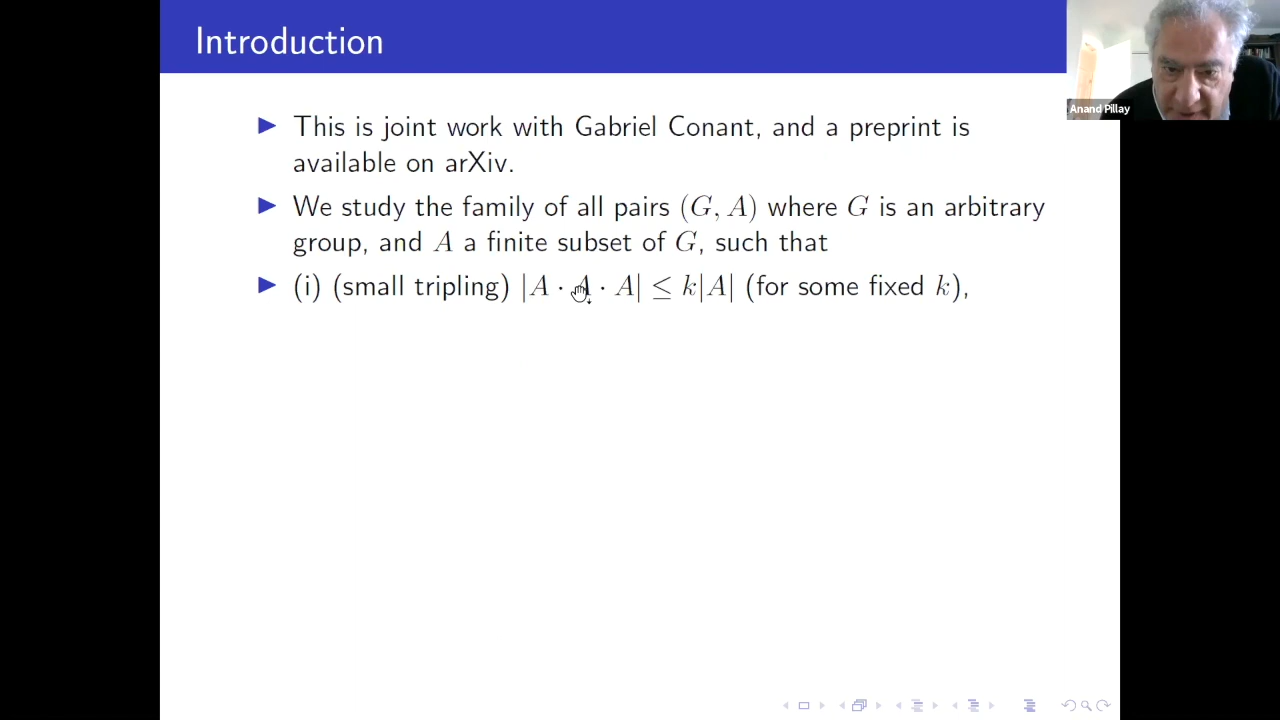 Introduction
Anand Pillay
▶ This is joint work with Gabriel Conant, and a preprint is
available on arXiv.
▶ We study the family of all pairs (G, A) where G is an arbitrary
group, and A a finite subset of G, such that
▶ (i) (small tripling) |A · A · A| ≤ k|A| (for some fixed k),